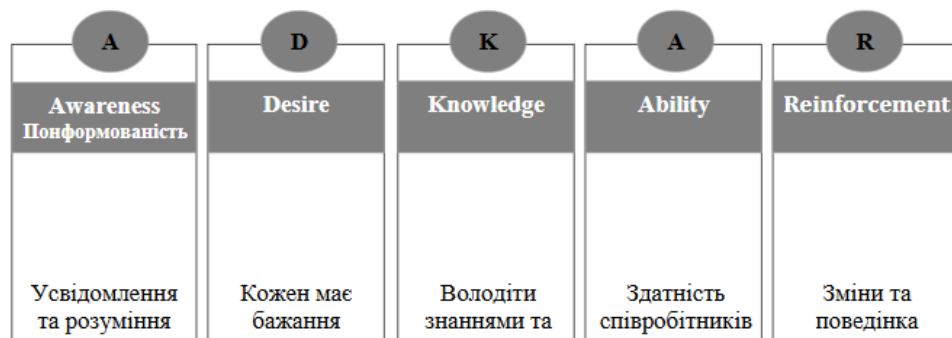 A
D
K
A
R
Awareness
Понформованість
Desire
Knowledge
Ability
Reinforcement
Усвідомлення
та розуміння
Кожен має
бажання
Володіти
знаннями та
Здатність
співробітників
Зміни та
поведінка